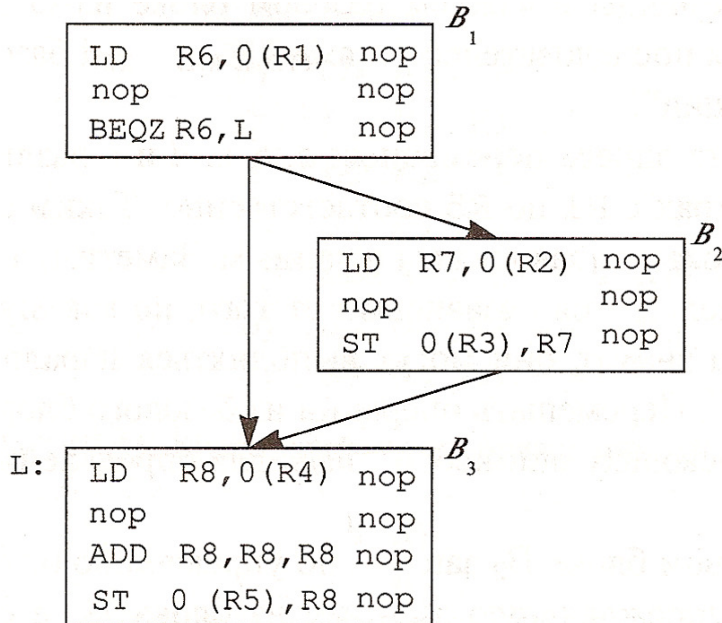 B1
LD R6,0(R1) nop
nop nop
BEQZ R6,L nop
B2
LD R7,0(R2) nop
nop nop
ST 0(R3),R7 nop
B3
L: LD R8,0(R4) nop
nop nop
ADD R8,R8,R8 nop
ST 0 (R5),R8 nop